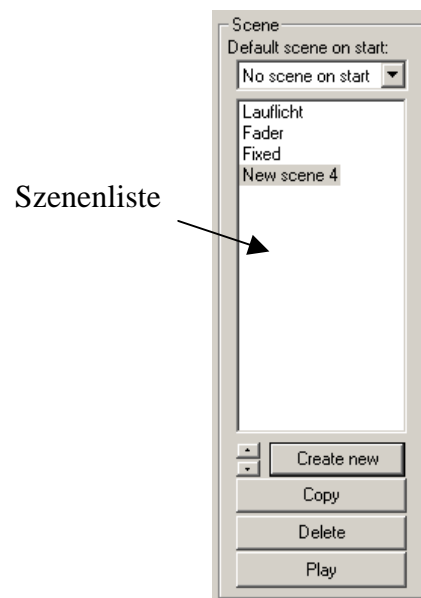 Scene
Default scene on start:
No scene on start
Lauflicht
Fader
Fixed
New scene 4
Szenenliste
Create new
Copy
Delete
Play